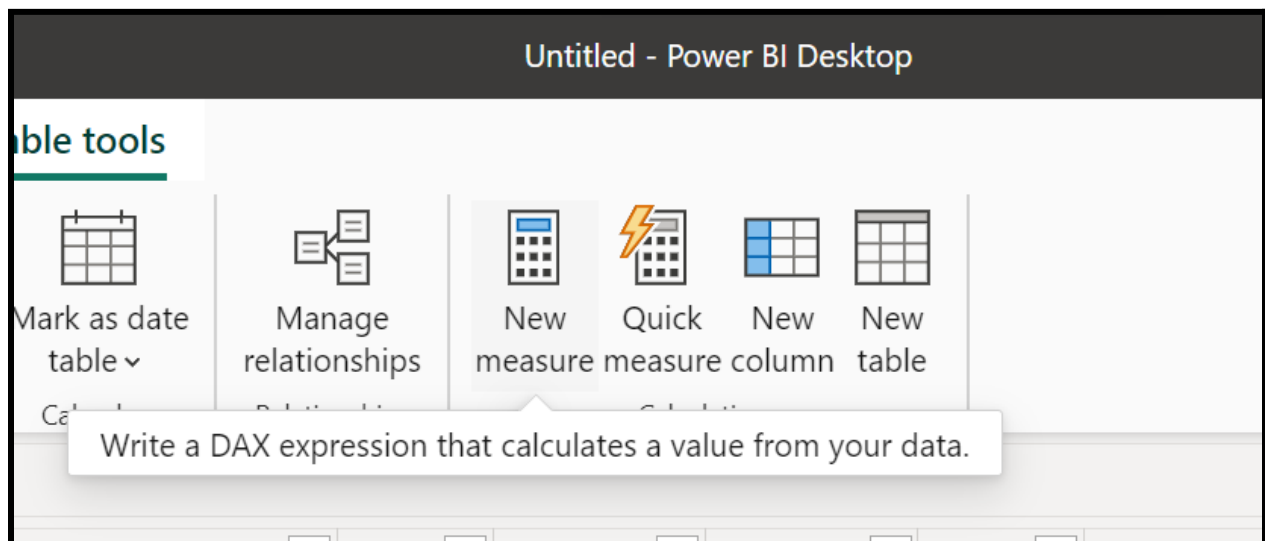 Untitled - Power BI Desktop
ble tools
Mark as date
table
Manage
relationships
New
measure
Quick
measure
New
column
New
table
Write a DAX expression that calculates a value from your data.